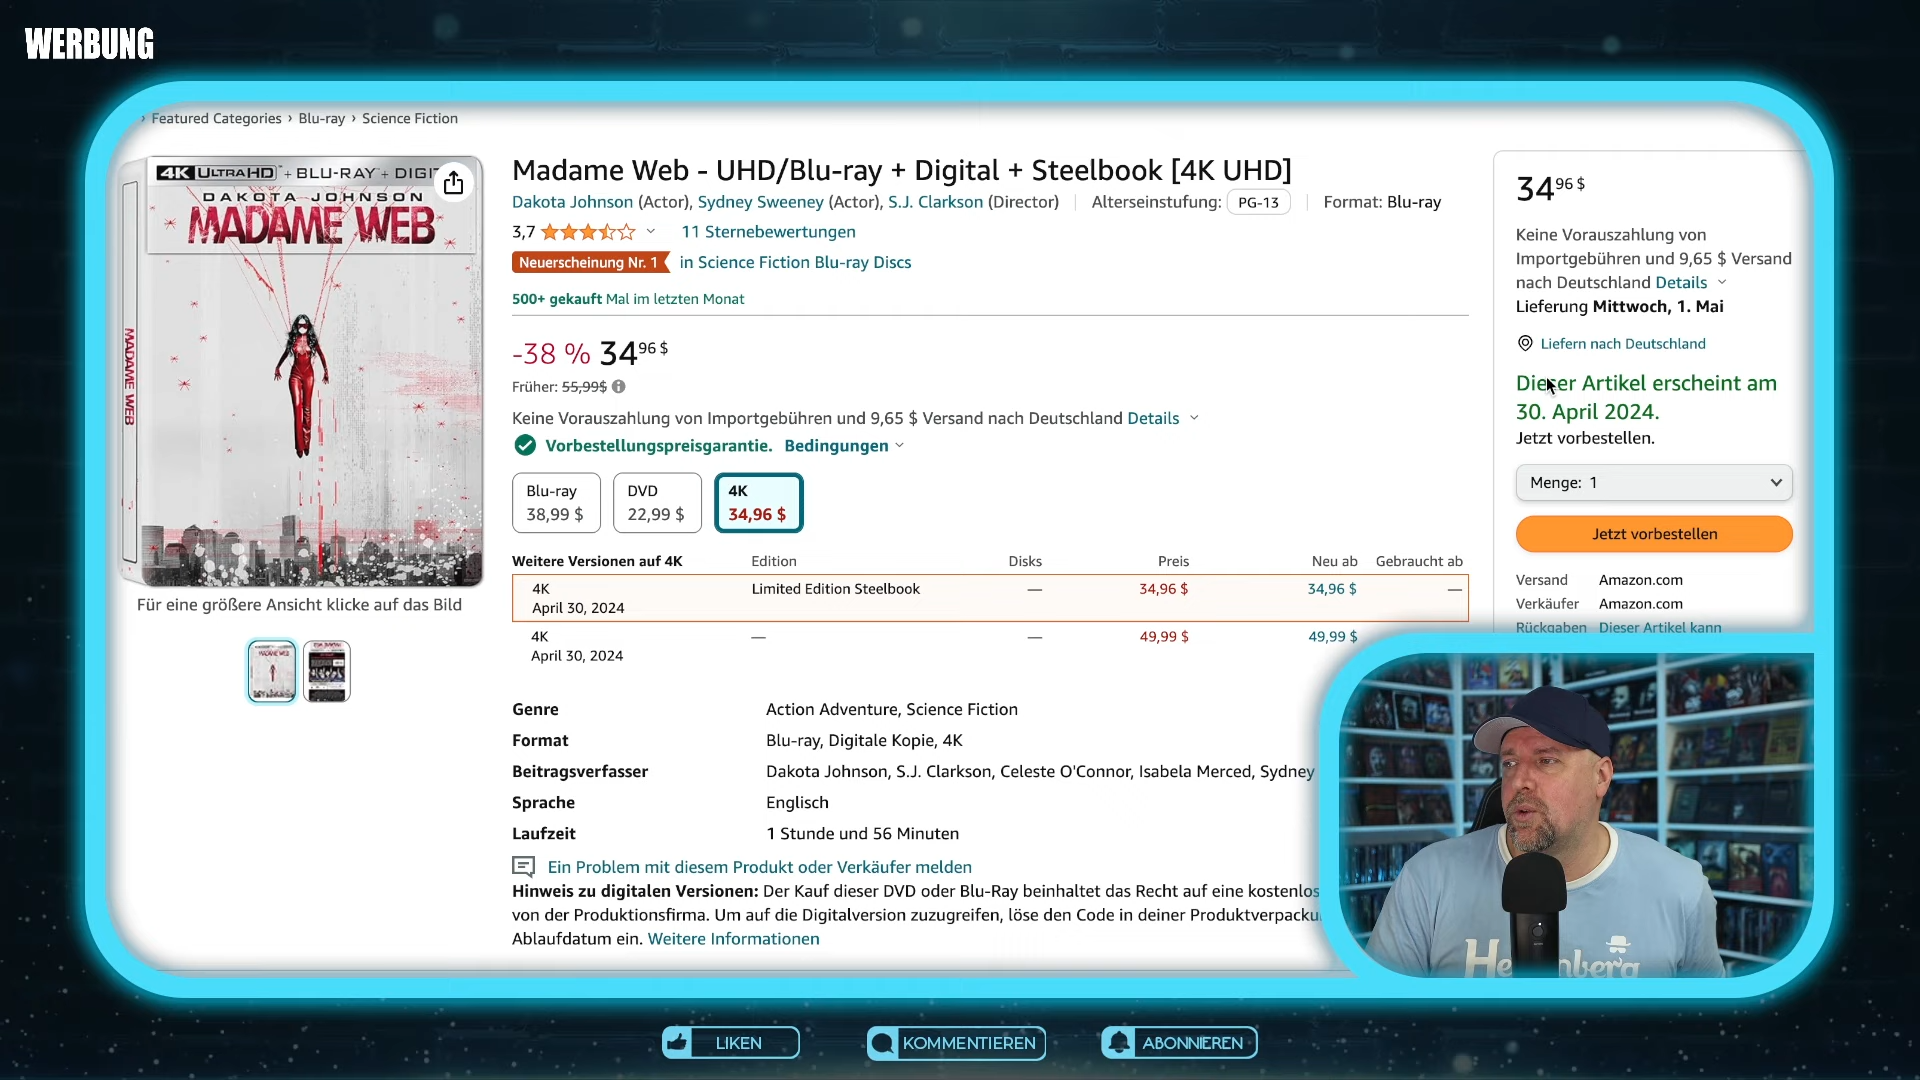 WERBUNG
› Featured Categories › Blu-ray › Science Fiction
4K ULTRA HD + BLU-RAY + DIGI
DAKOTA JOHNSON
MADAME WEB
MADAME WEB
Für eine größere Ansicht klicke auf das Bild
Madame Web - UHD/Blu-ray + Digital + Steelbook [4K UHD]
Dakota Johnson (Actor), Sydney Sweeney (Actor), S.J. Clarkson (Director) Alterseinstufung: PG-13 Format: Blu-ray
3,7 11 Sternebewertungen
Neuerscheinung Nr. 1 in Science Fiction Blu-ray Discs
500+ gekauft Mal im letzten Monat
-38 % 34 96 $
Früher: 55,99$
Keine Vorauszahlung von Importgebühren und 9,65 $ Versand nach Deutschland Details
Vorbestellungspreisgarantie. Bedingungen
Blu-ray
38,99 $
DVD
22,99 $
4K
34,96 $
Weitere Versionen auf 4K Edition Disks Preis Neu ab Gebraucht ab
4K Limited Edition Steelbook — 34,96 $ 34,96 $ —
April 30, 2024
4K — — 49,99 $ 49,99 $
April 30, 2024
Genre Action Adventure, Science Fiction
Format Blu-ray, Digitale Kopie, 4K
Beitragsverfasser Dakota Johnson, S.J. Clarkson, Celeste O'Connor, Isabela Merced, Sydney
Sprache Englisch
Laufzeit 1 Stunde und 56 Minuten
Ein Problem mit diesem Produkt oder Verkäufer melden
Hinweis zu digitalen Versionen: Der Kauf dieser DVD oder Blu-Ray beinhaltet das Recht auf eine kostenlos
von der Produktionsfirma. Um auf die Digitalversion zuzugreifen, löse den Code in deiner Produktverpacku
Ablaufdatum ein. Weitere Informationen
34 96 $
Keine Vorauszahlung von
Importgebühren und 9,65 $ Versand
nach Deutschland Details
Lieferung Mittwoch, 1. Mai
Liefern nach Deutschland
Dieser Artikel erscheint am
30. April 2024.
Jetzt vorbestellen.
Menge: 1
Jetzt vorbestellen
Versand Amazon.com
Verkäufer Amazon.com
Rückgaben Dieser Artikel kann
LIKEN
KOMMENTIEREN
ABONNIEREN